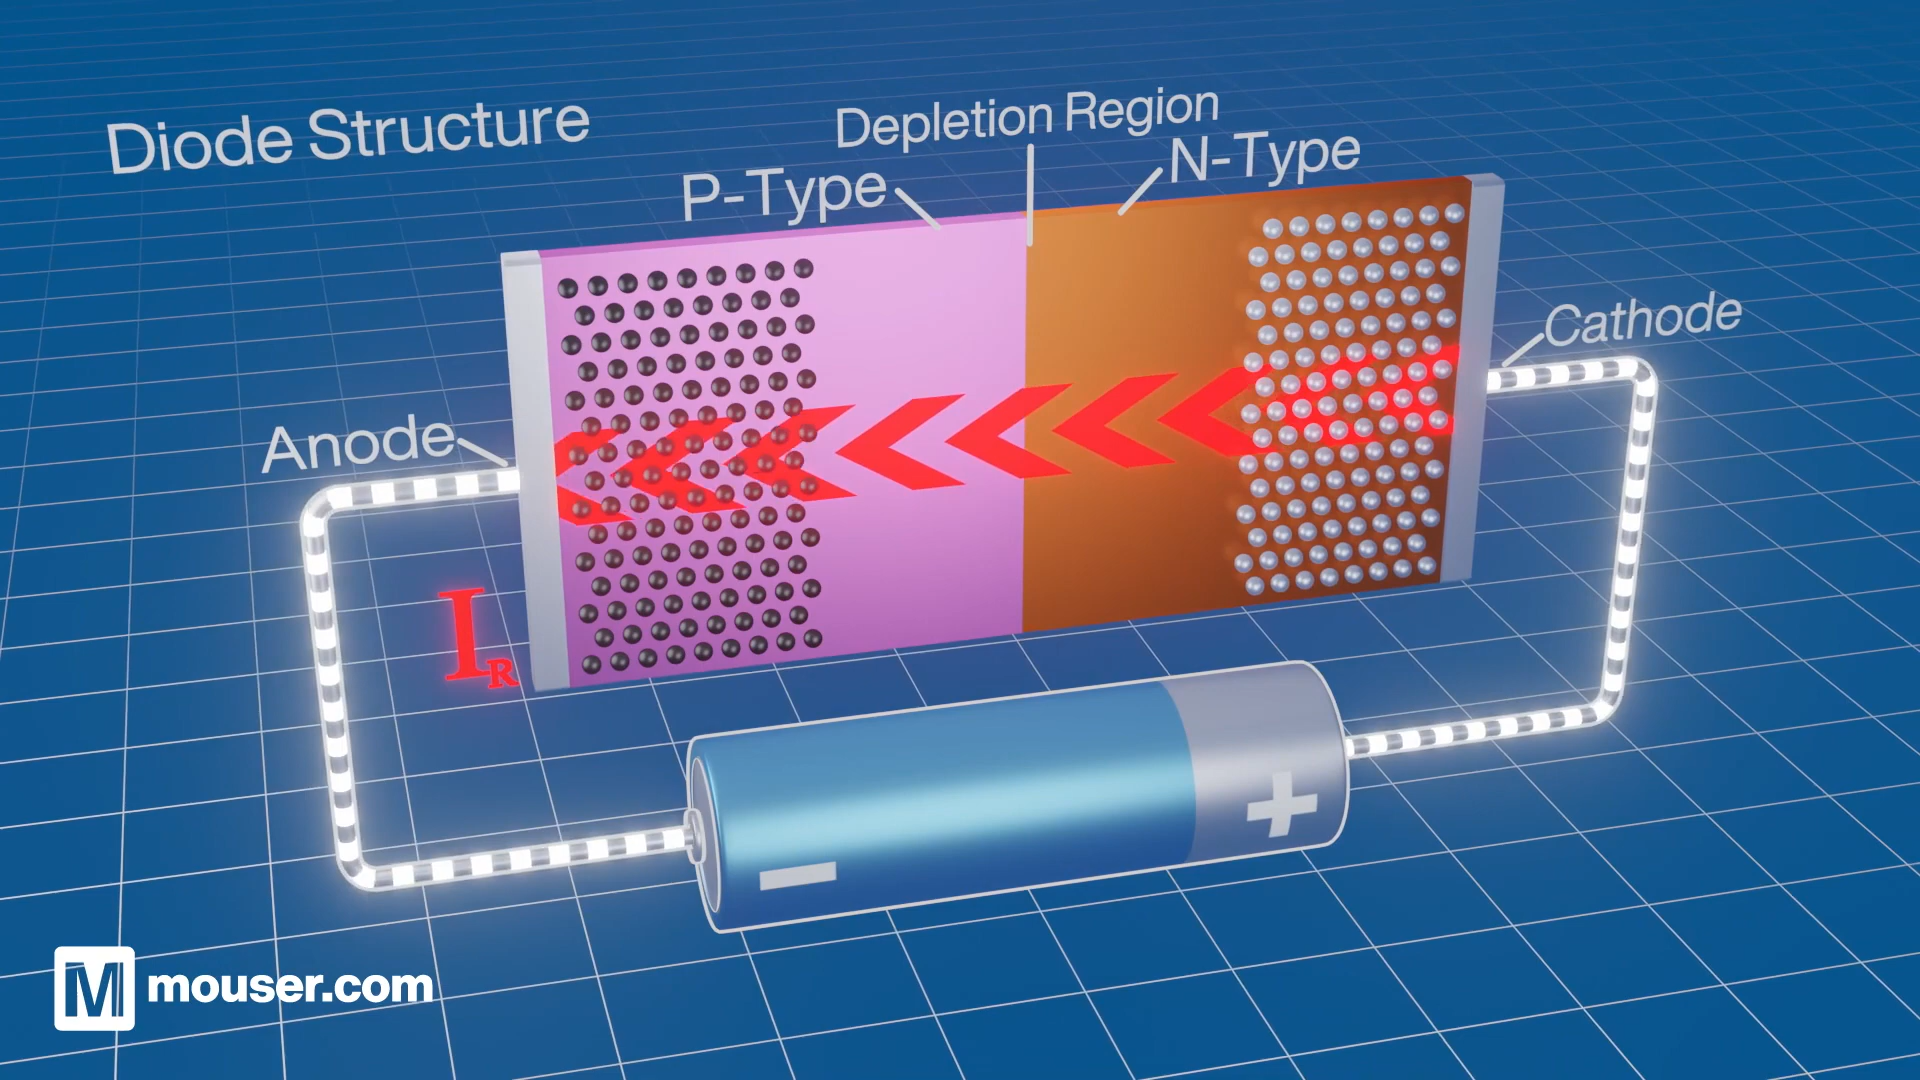 Diode Structure
Depletion Region
P-Type
N-Type
Cathode
Anode
IR
M mouser.com